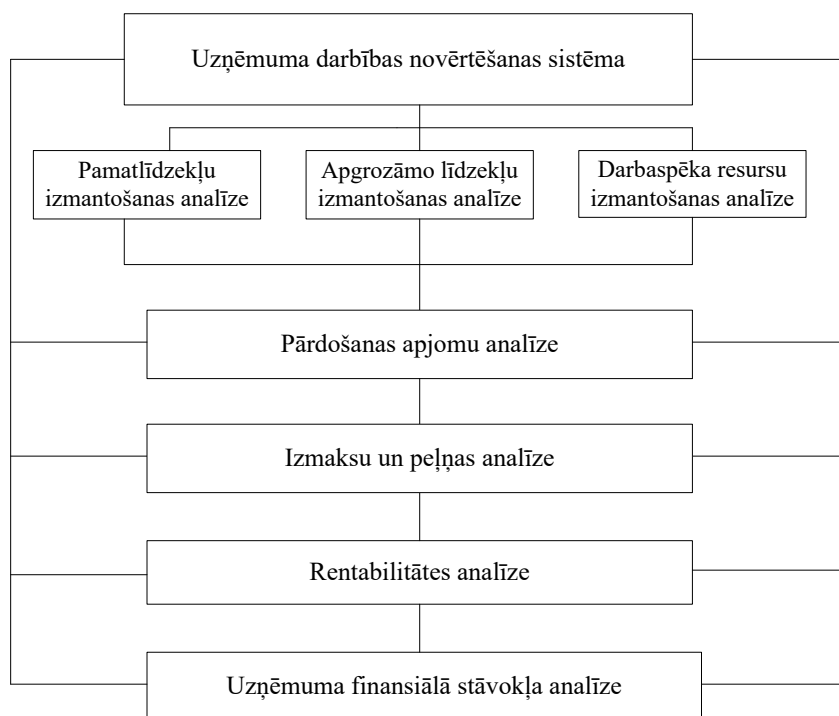 Uzņēmuma darbības novērtēšanas sistēma
Pamatlīdzekļu
izmantošanas analīze
Apgrozāmo līdzekļu
izmantošanas analīze
Darbaspēka resursu
izmantošanas analīze
Pārdošanas apjomu analīze
Izmaksu un peļņas analīze
Rentabilitātes analīze
Uzņēmuma finansiālā stāvokļa analīze